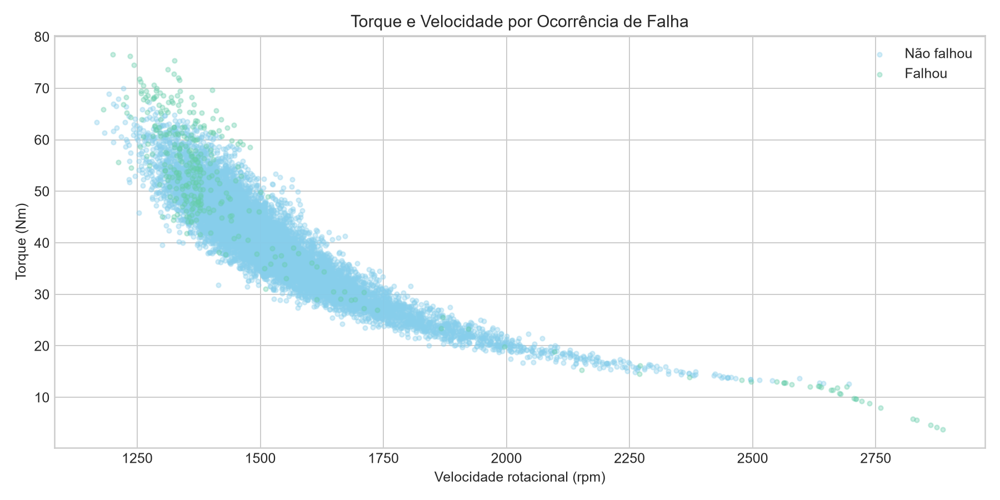 Torque e Velocidade por Ocorrência de Falha
Não falhou
Falhou
Torque (Nm)
80
70
60
50
40
30
20
10
1250 1500 1750 2000 2250 2500 2750
Velocidade rotacional (rpm)